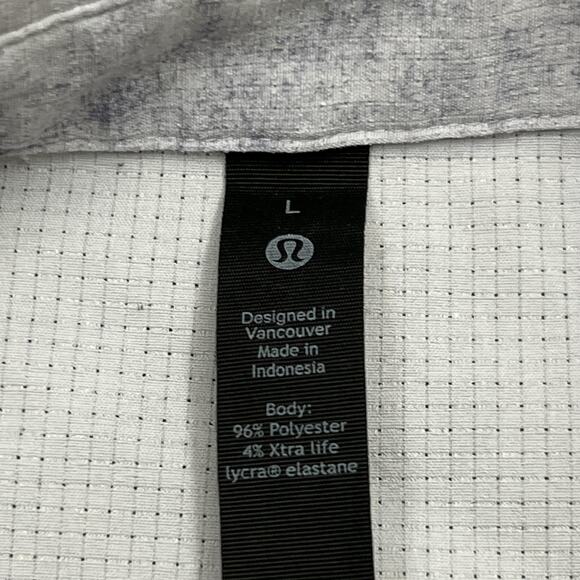 L
Designed in
Vancouver
Made in
Indonesia
Body:
96% Polyester
4% Xtra life
lycra® elastane